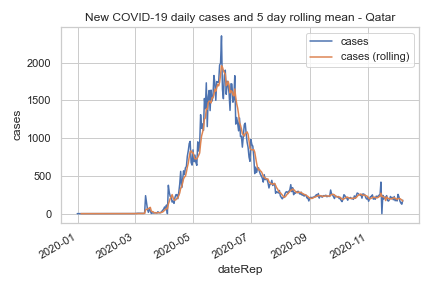 New COVID-19 daily cases and 5 day rolling mean - Qatar
cases
cases (rolling)
cases
2000
1500
1000
500
0
2020-01
2020-03
2020-05
2020-07
2020-09
2020-11
dateRep